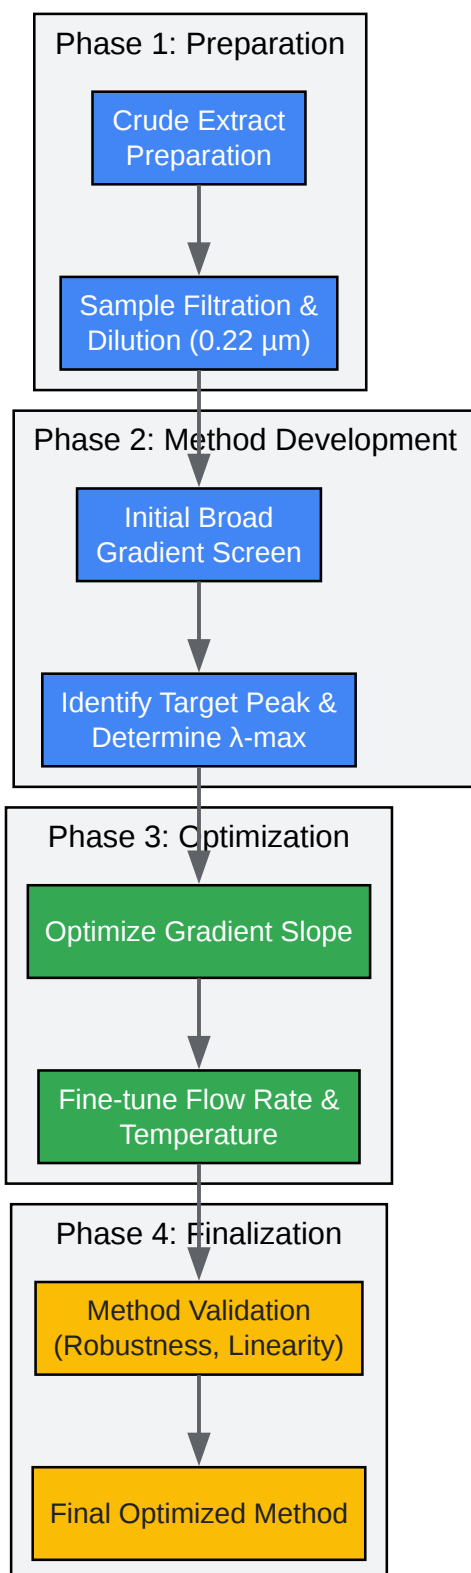 Phase 1: Preparation
Crude Extract
Preparation
Sample Filtration &
Dilution (0.22 µm)
Phase 2: Method Development
Initial Broad
Gradient Screen
Identify Target Peak &
Determine λ-max
Phase 3: Optimization
Optimize Gradient Slope
Fine-tune Flow Rate &
Temperature
Phase 4: Finalization
Method Validation
(Robustness, Linearity)
Final Optimized Method